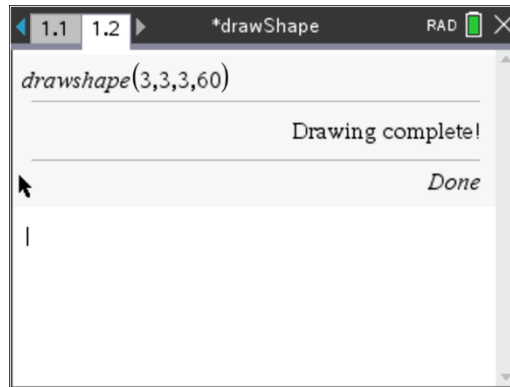 1.1 1.2 *drawShape RAD
drawshape(3,3,3,60)
Drawing complete!
Done